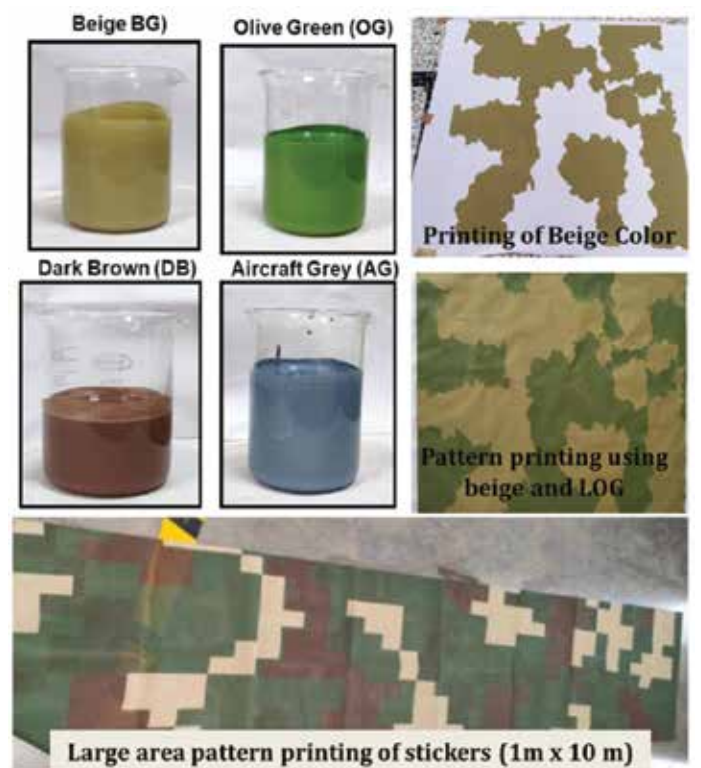 Beige BG)
Olive Green (OG)
Printing of Beige Color
Dark Brown (DB)
Aircraft Grey (AG)
Pattern printing using
beige and LOG
Large area pattern printing of stickers (1m x 10 m)